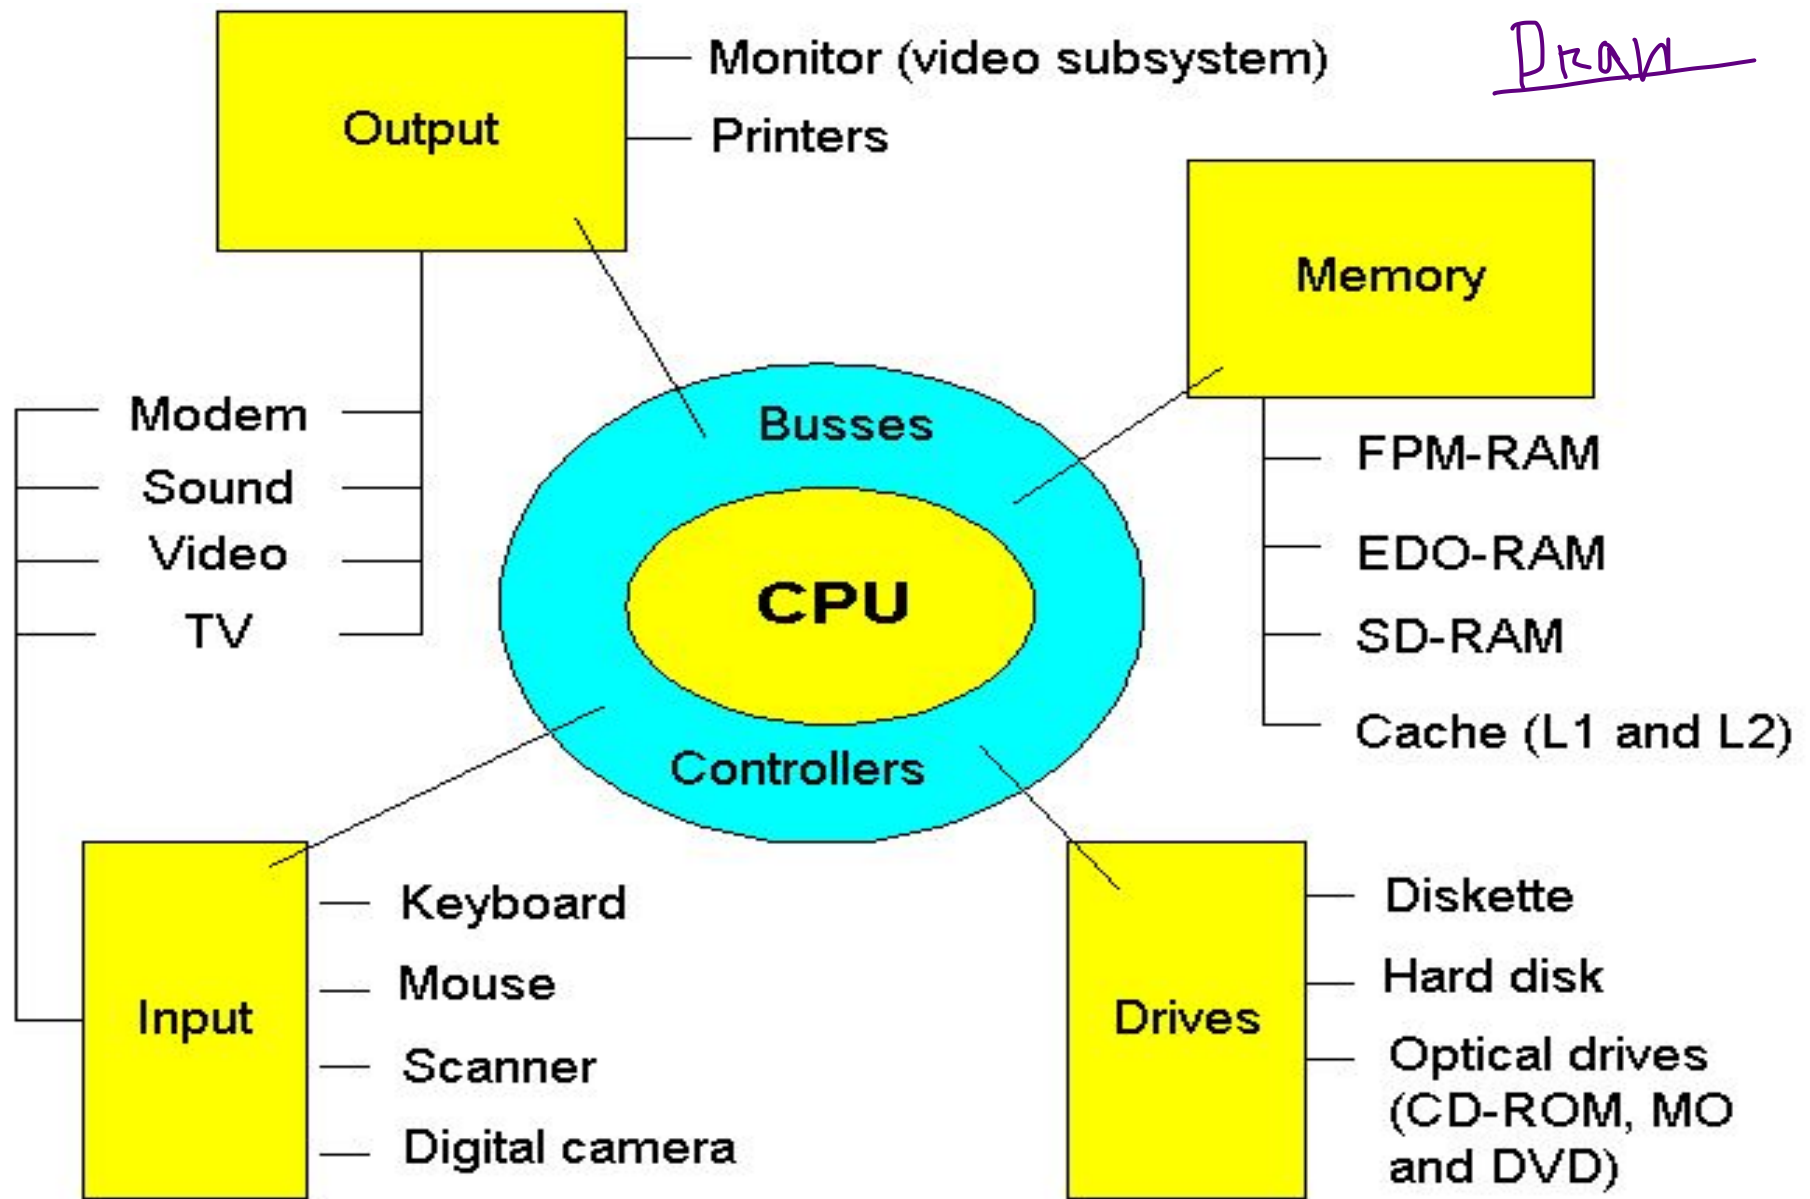 Draw
Output
Monitor (video subsystem)
Printers
Memory
FPM-RAM
EDO-RAM
SD-RAM
Cache (L1 and L2)
Modem
Sound
Video
TV
Busses
CPU
Controllers
Input
Keyboard
Mouse
Scanner
Digital camera
Drives
Diskette
Hard disk
Optical drives
(CD-ROM, MO
and DVD)